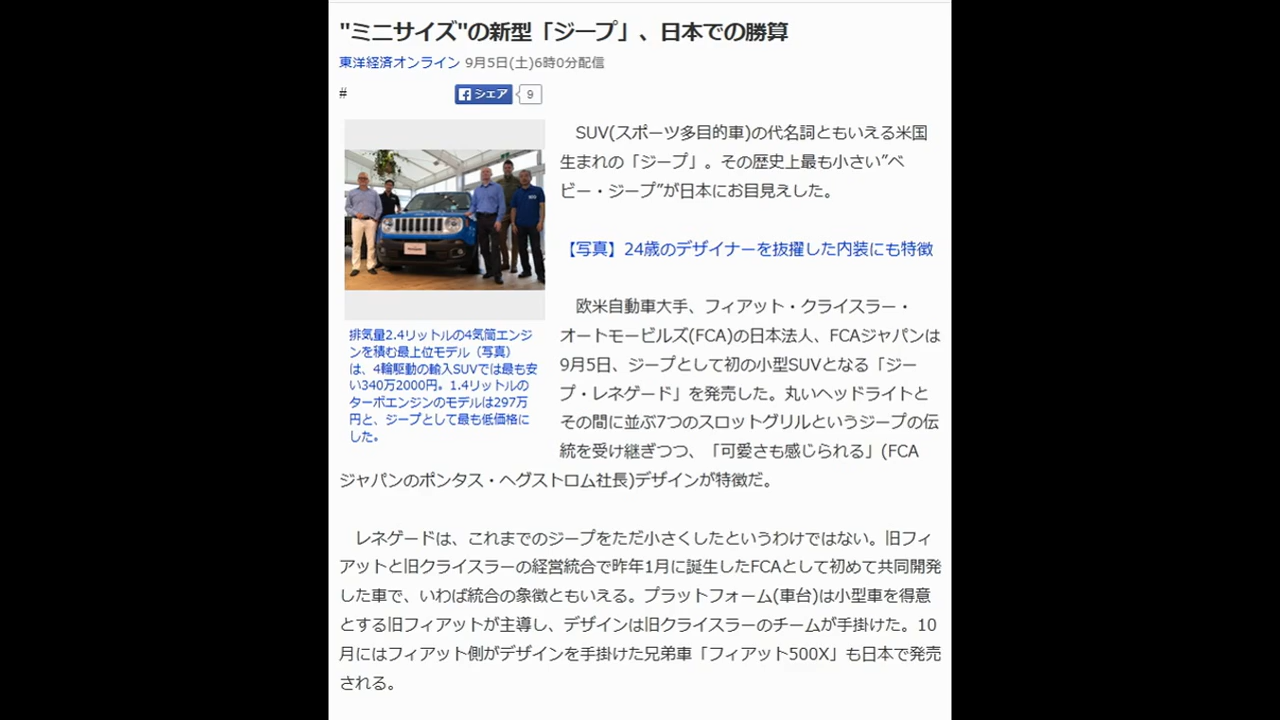 "ミニサイズ"の新型「ジープ」、日本での勝算
東洋経済オンライン 9月5日(土)6時0分配信
#
シェア 9
SUV(スポーツ多目的車)の代名詞ともいえる米国
生まれの「ジープ」。その歴史上最も小さい”ベ
ビー・ジープ”が日本にお目見えした。
【写真】24歳のデザイナーを抜擢した内装にも特徴
欧米自動車大手、フィアット・クライスラー・
オートモービルズ(FCA)の日本法人、FCAジャパンは
9月5日、ジープとして初の小型SUVとなる「ジー
プ・レネゲード」を発売した。丸いヘッドライトと
その間に並ぶ7つのスロットグリルというジープの伝
統を受け継ぎつつ、「可愛さも感じられる」(FCA
ジャパンのポンタス・ヘグストロム社長)デザインが特徴だ。
排気量2.4リットルの4気筒エンジ
ンを積む最上位モデル（写真）
は、4輪駆動の輸入SUVでは最も安
い340万2000円。1.4リットルの
ターボエンジンのモデルは297万
円と、ジープとして最も低価格に
した。
レネゲードは、これまでのジープをただ小さくしたというわけではない。旧フィ
アットと旧クライスラーの経営統合で昨年1月に誕生したFCAとして初めて共同開発
した車で、いわば統合の象徴ともいえる。プラットフォーム(車台)は小型車を得意
とする旧フィアットが主導し、デザインは旧クライスラーのチームが手掛けた。10
月にはフィアット側がデザインを手掛けた兄弟車「フィアット500X」も日本で発売
される。